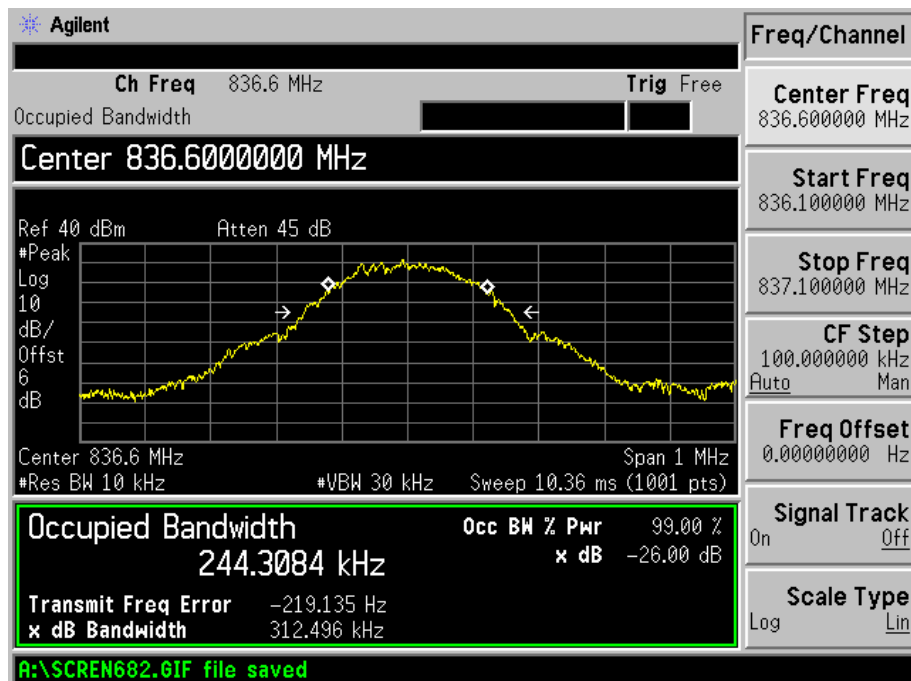 Agilent
Ch Freq 836.6 MHz Trig Free
Occupied Bandwidth
Center 836.6000000 MHz
Ref 40 dBm Atten 45 dB
#Peak
Log
10
dB/
Offst
6
dB
Center 836.6 MHz Span 1 MHz
#Res BW 10 kHz #VBW 30 kHz Sweep 10.36 ms (1001 pts)
Occupied Bandwidth Occ BW % Pwr 99.00 %
244.3084 kHz x dB -26.00 dB
Transmit Freq Error -219.135 Hz
x dB Bandwidth 312.496 kHz
A:\SCREN682.GIF file saved
Freq/Channel
Center Freq
836.600000 MHz
Start Freq
836.100000 MHz
Stop Freq
837.100000 MHz
CF Step
100.000000 kHz
Auto Man
Freq Offset
0.00000000 Hz
Signal Track
On Off
Scale Type
Log Lin